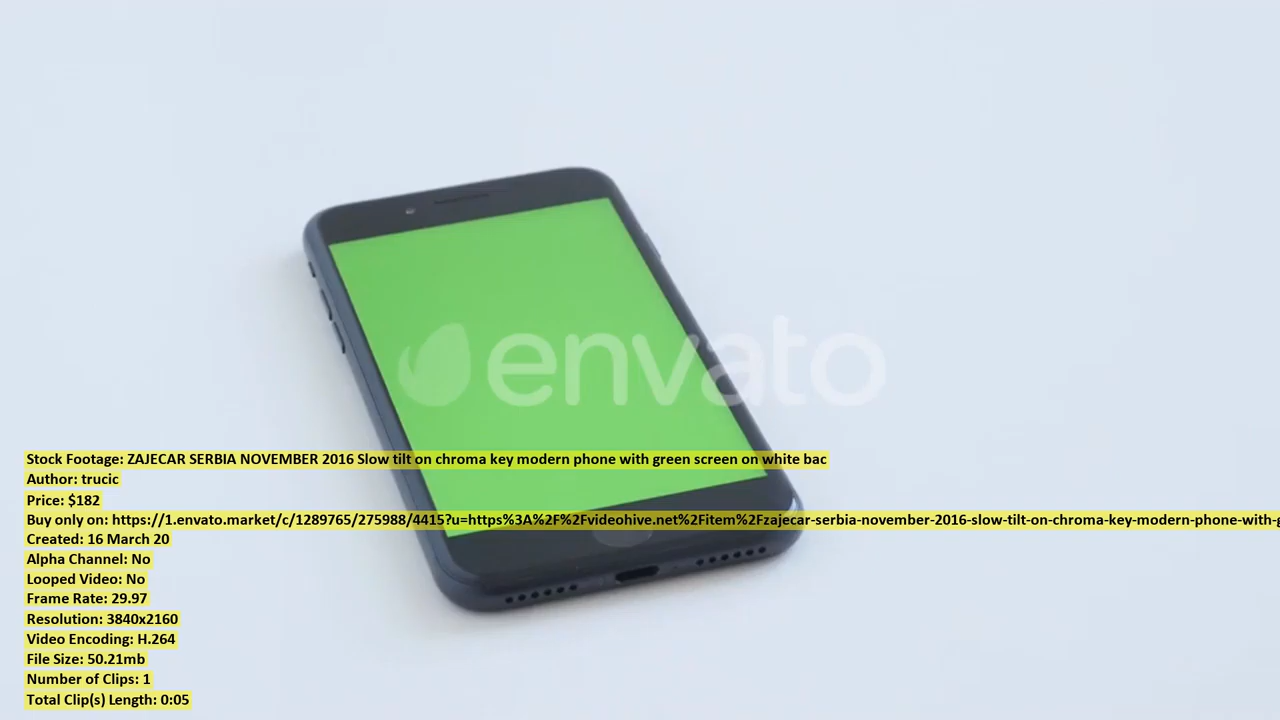 envato
Stock Footage: ZAJECAR SERBIA NOVEMBER 2016 Slow tilt on chroma key modern phone with green screen on white bac
Author: trucic
Price: $182
Buy only on: https://1.envato.market/c/1289765/275988/4415?u=https%3A%2F%2Fvideohive.net%2Fitem%2Fzajecar-serbia-november-2016-slow-tilt-on-chroma-key-modern-phone-with-g
Created: 16 March 20
Alpha Channel: No
Looped Video: No
Frame Rate: 29.97
Resolution: 3840x2160
Video Encoding: H.264
File Size: 50.21mb
Number of Clips: 1
Total Clip(s) Length: 0:05